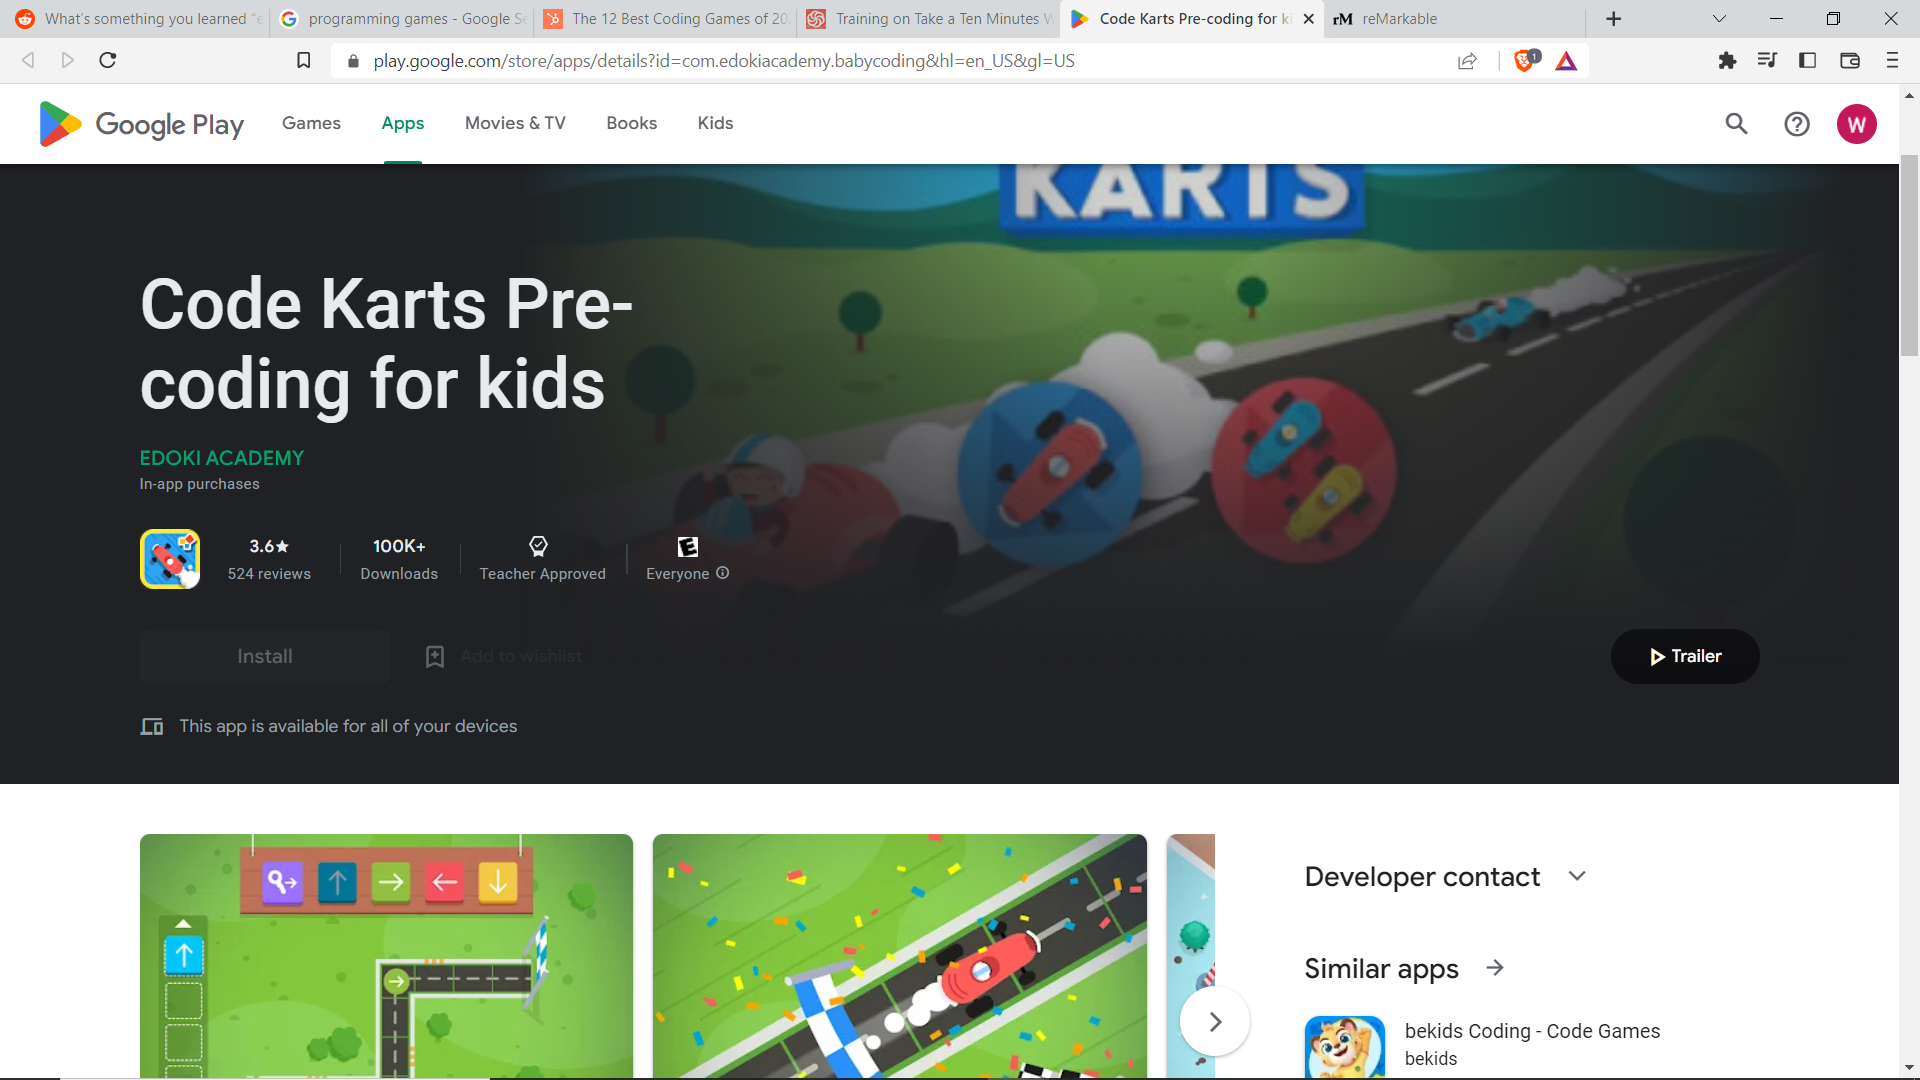 What's something you learned "e
programming games - Google Se
The 12 Best Coding Games of 20
Training on Take a Ten Minutes W
Code Karts Pre-coding for ki
rM reMarkable
play.google.com/store/apps/details?id=com.edokiacademy.babycoding&hl=en_US&gl=US
1
Google Play
Games
Apps
Movies & TV
Books
Kids
W
KARTS
Code Karts Pre-
coding for kids
EDOKI ACADEMY
In-app purchases
3.6★
524 reviews
100K+
Downloads
Teacher Approved
E
Everyone
Install
Add to wishlist
Trailer
This app is available for all of your devices
Developer contact
Similar apps
bekids Coding - Code Games
bekids